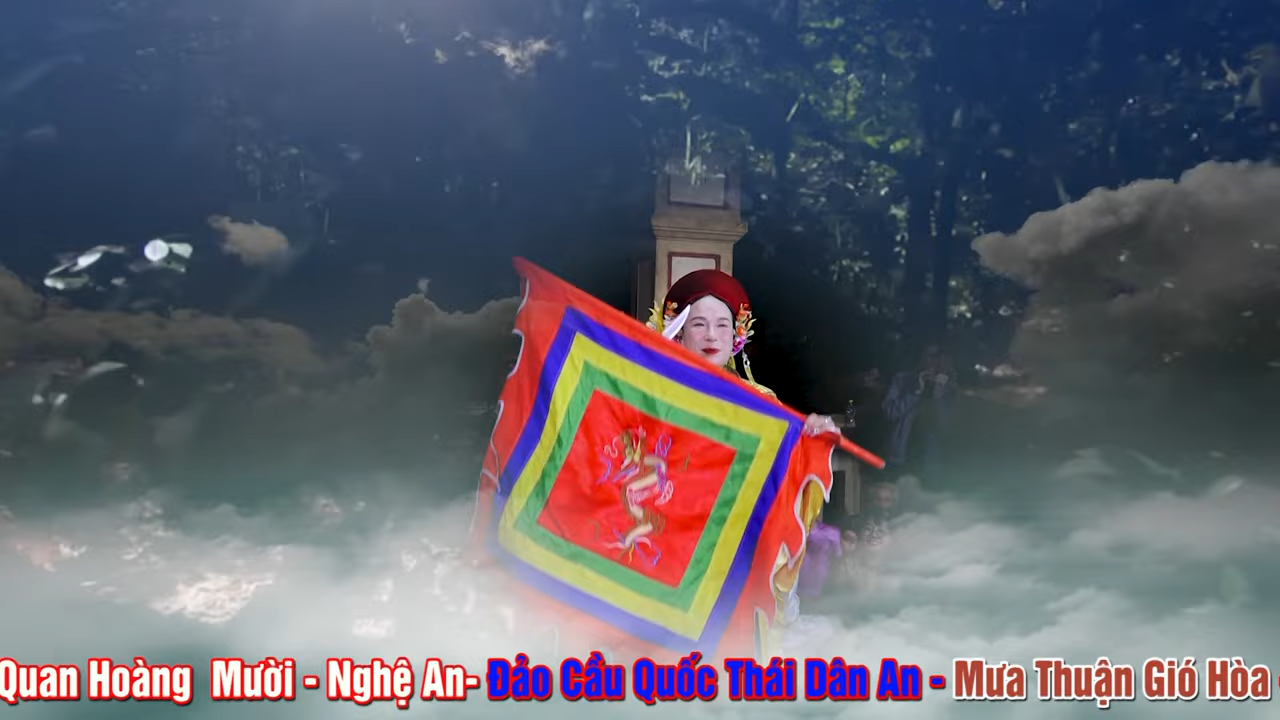 Quan Hoàng Mười - Nghệ An- Đảo Cầu Quốc Thái Dân An - Mưa Thuận Gió Hòa -